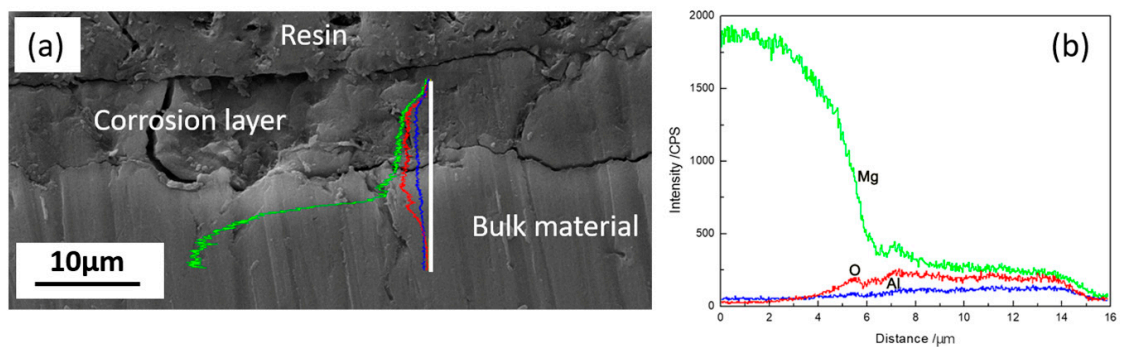 (a)
Resin
Corrosion layer
Bulk material
10μm
(b)
2000
1500
1000
500
0
Intensity /CPS
Mg
O
Al
0 2 4 6 8 10 12 14 16
Distance /μm